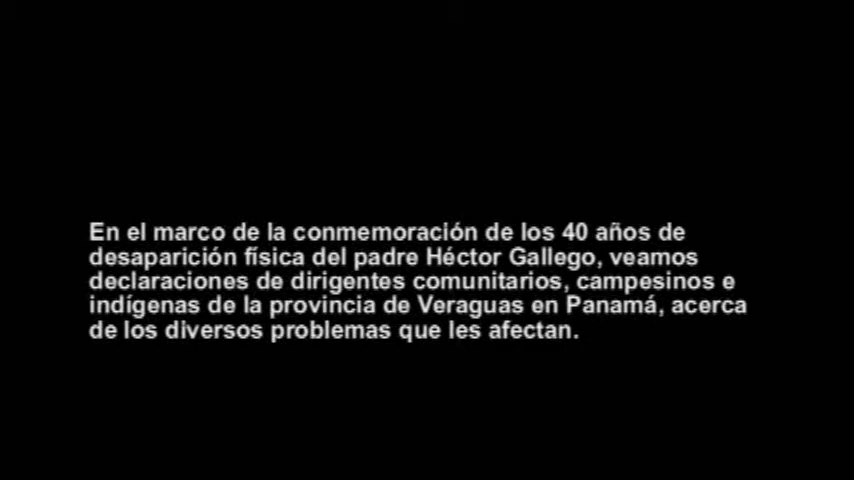 En el marco de la conmemoración de los 40 años de
desaparición física del padre Héctor Gallego, veamos
declaraciones de dirigentes comunitarios, campesinos e
indígenas de la provincia de Veraguas en Panamá, acerca
de los diversos problemas que les afectan.